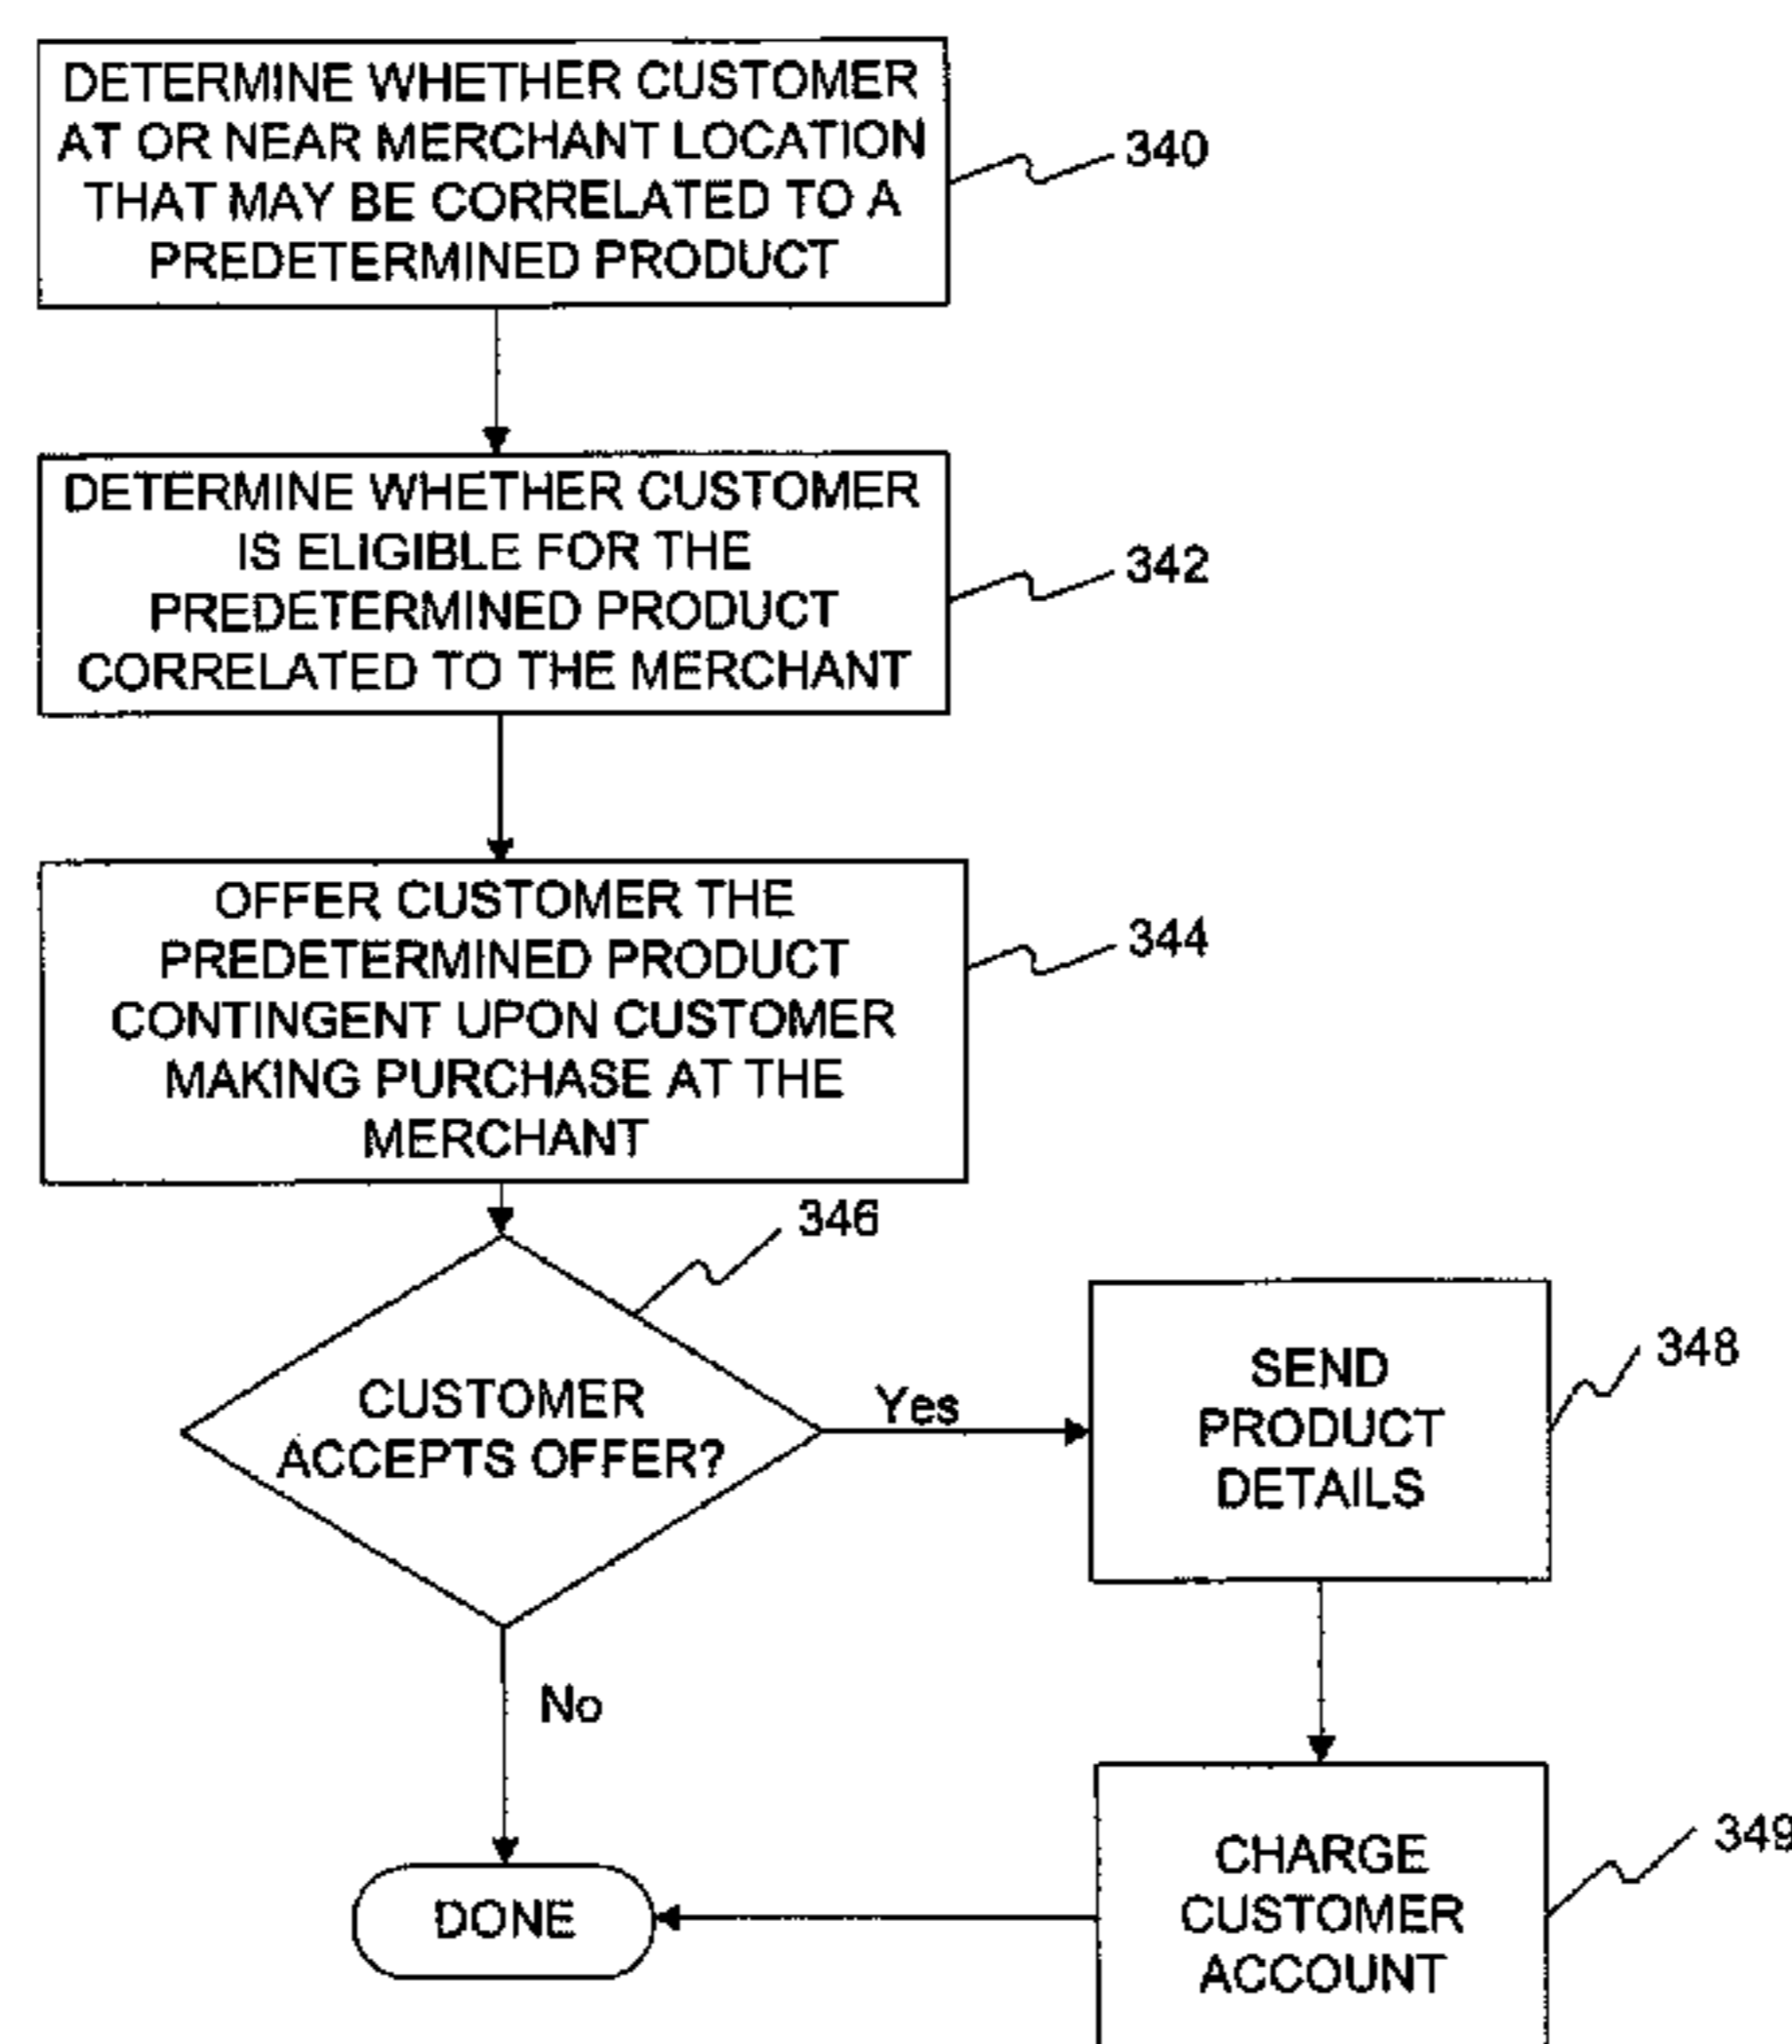 DETERMINE WHETHER CUSTOMER
AT OR NEAR MERCHANT LOCATION
THAT MAY BE CORRELATED TO A
PREDETERMINED PRODUCT
340
DETERMINE WHETHER CUSTOMER
IS ELIGIBLE FOR THE
PREDETERMINED PRODUCT
CORRELATED TO THE MERCHANT
342
OFFER CUSTOMER THE
PREDETERMINED PRODUCT
CONTINGENT UPON CUSTOMER
MAKING PURCHASE AT THE
MERCHANT
344
346
CUSTOMER
ACCEPTS OFFER?
Yes
SEND
PRODUCT
DETAILS
348
No
CHARGE
CUSTOMER
ACCOUNT
349
DONE